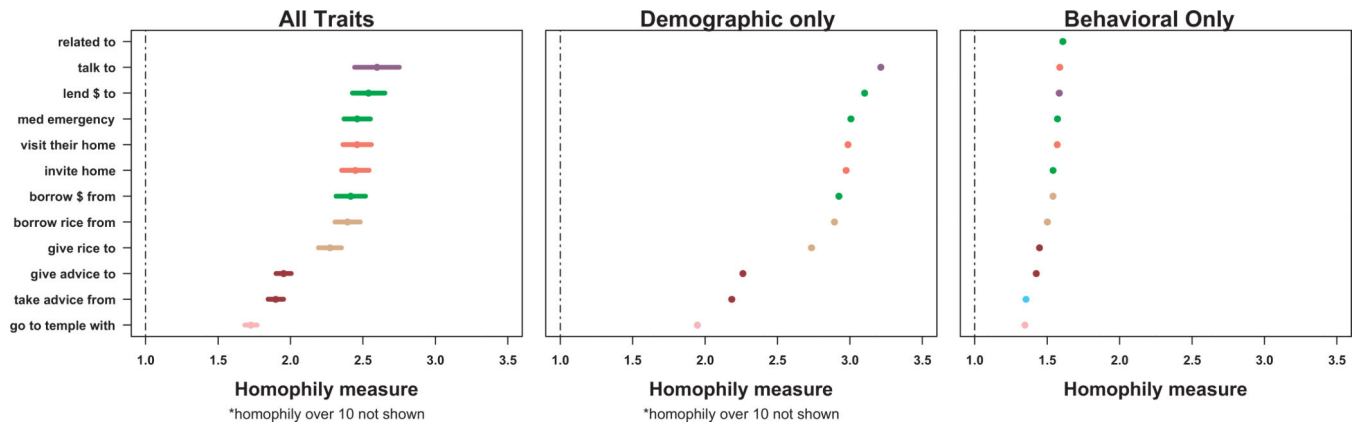 All Traits
Demographic only
Behavioral Only
related to
talk to
lend $ to
med emergency
visit their home
invite home
borrow $ from
borrow rice from
give rice to
give advice to
take advice from
go to temple with
1.0 2.0 2.5 3.0 3.5
1.0 2.0 2.5 3.0 3.5
1.0 1.5 2.0 2.5 3.0 3.5
Homophily measure
Homophily measure
Homophily measure
*homophily over 10 not shown
*homophily over 10 not shown